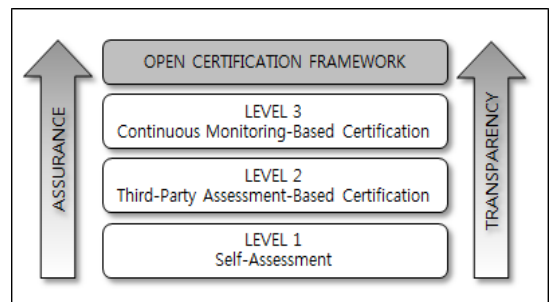 OPEN CERTIFICATION FRAMEWORK
LEVEL 3
Continuous Monitoring-Based Certification
LEVEL 2
Third-Party Assessment-Based Certification
LEVEL 1
Self-Assessment
ASSURANCE
TRANSPARENCY